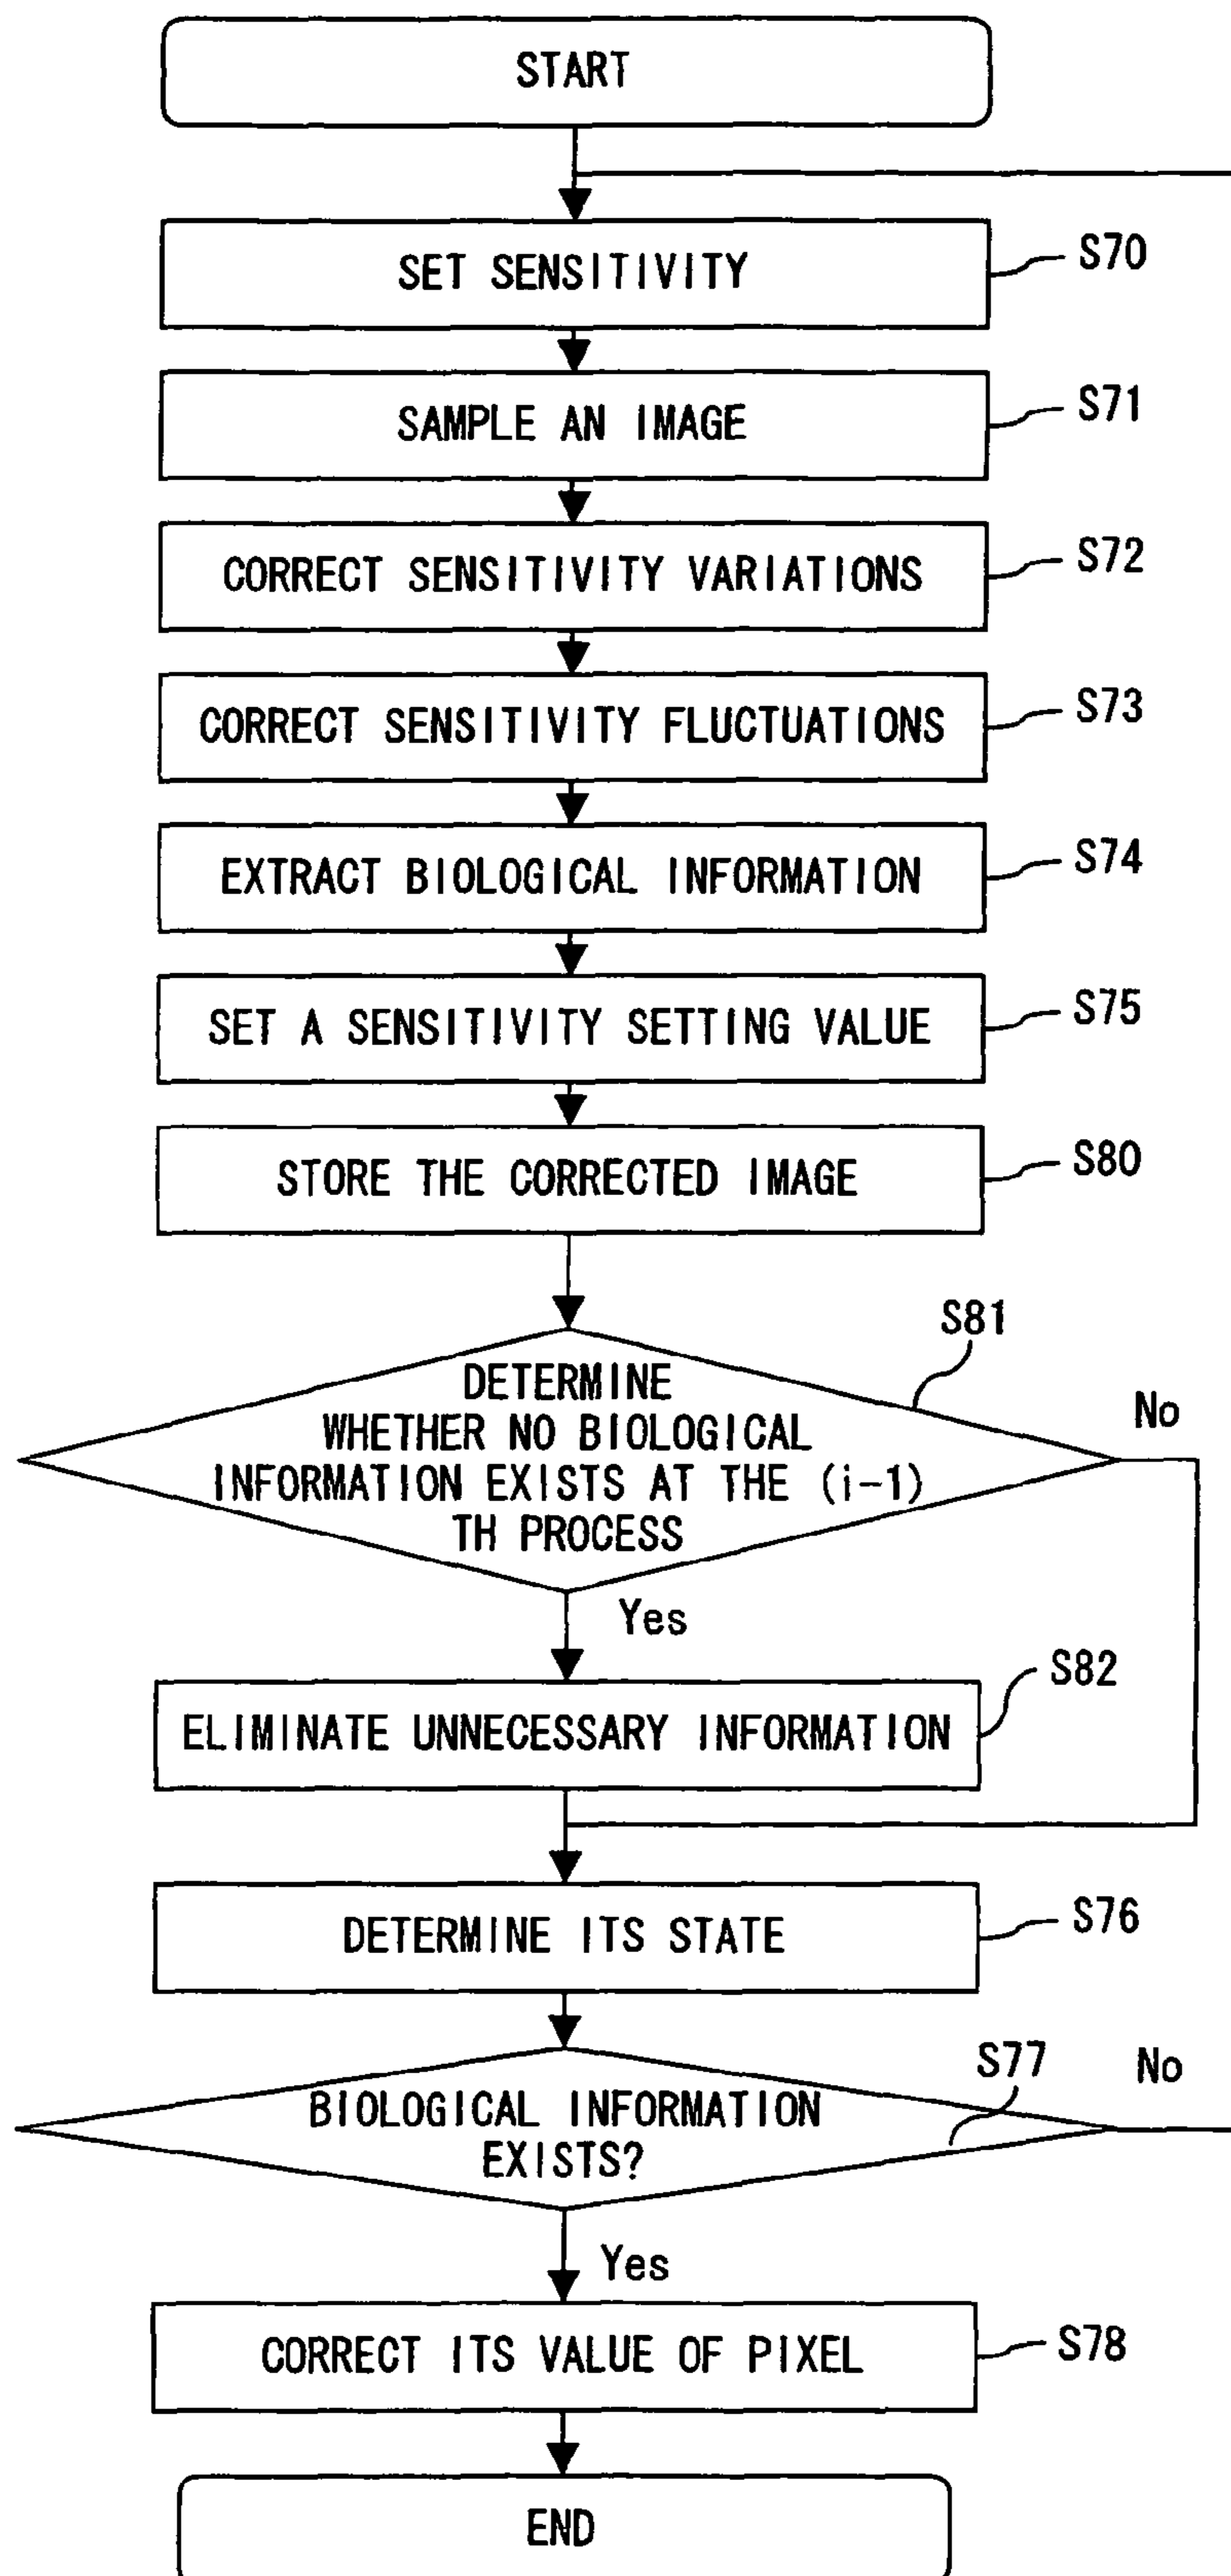 START
SET SENSITIVITY
S70
SAMPLE AN IMAGE
S71
CORRECT SENSITIVITY VARIATIONS
S72
CORRECT SENSITIVITY FLUCTUATIONS
S73
EXTRACT BIOLOGICAL INFORMATION
S74
SET A SENSITIVITY SETTING VALUE
S75
STORE THE CORRECTED IMAGE
S80
S81
DETERMINE
WHETHER NO BIOLOGICAL
INFORMATION EXISTS AT THE (i-1)
TH PROCESS
No
Yes
S82
ELIMINATE UNNECESSARY INFORMATION
DETERMINE ITS STATE
S76
S77
No
BIOLOGICAL INFORMATION
EXISTS?
Yes
CORRECT ITS VALUE OF PIXEL
S78
END